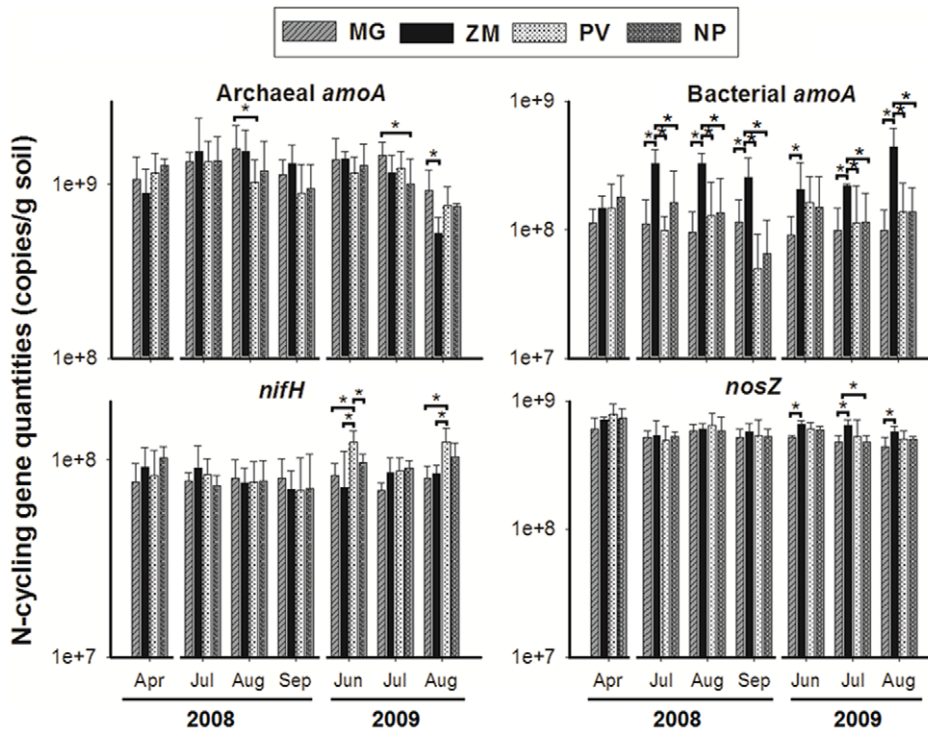 MG ZM PV NP
Archaeal amoA
Bacterial amoA
N-cycling gene quantities (copies/g soil)
1e+9
1e+8
* * *
1e+9
1e+8
1e+7
* * * * * * * * * * * * * * * *
nifH
nosZ
1e+8
1e+7
* * * * *
1e+9
1e+8
1e+7
* * * *
Apr Jul Aug Sep Jun Jul Aug
2008 2009
Apr Jul Aug Sep Jun Jul Aug
2008 2009